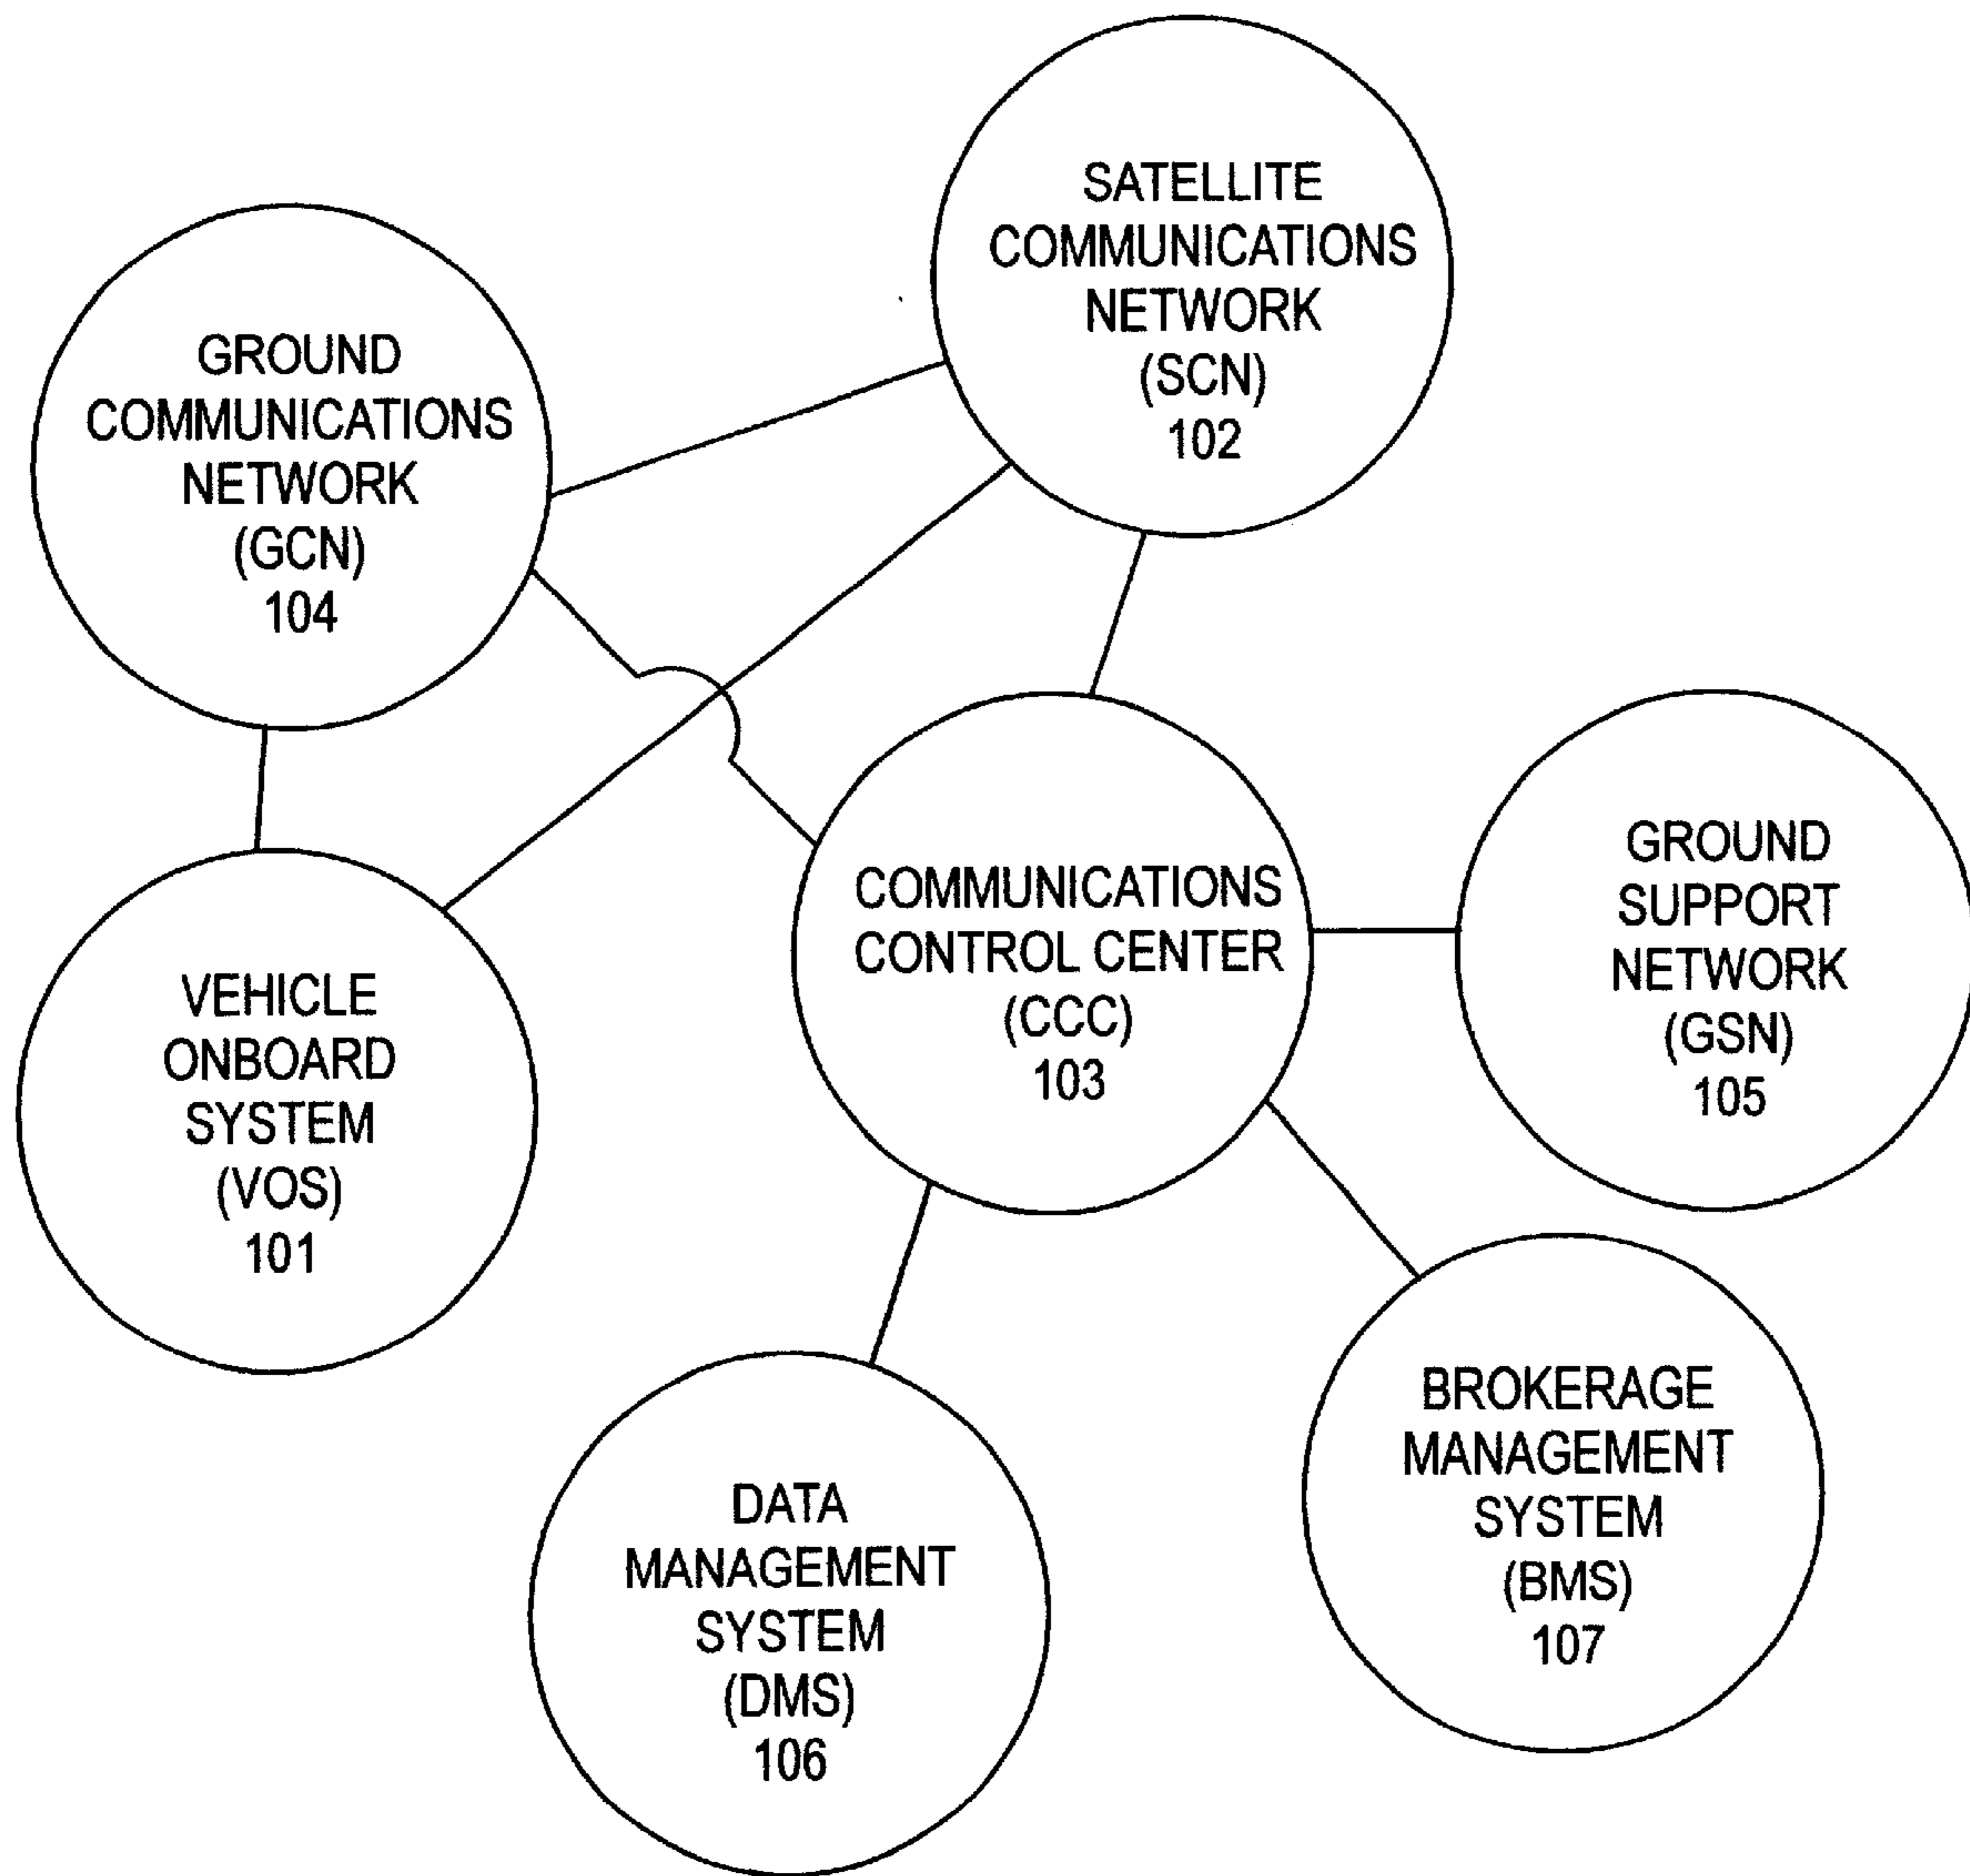 SATELLITE
COMMUNICATIONS
NETWORK
(SCN)
102
GROUND
COMMUNICATIONS
NETWORK
(GCN)
104
COMMUNICATIONS
CONTROL CENTER
(CCC)
103
GROUND
SUPPORT
NETWORK
(GSN)
105
VEHICLE
ONBOARD
SYSTEM
(VOS)
101
BROKERAGE
MANAGEMENT
SYSTEM
(BMS)
107
DATA
MANAGEMENT
SYSTEM
(DMS)
106